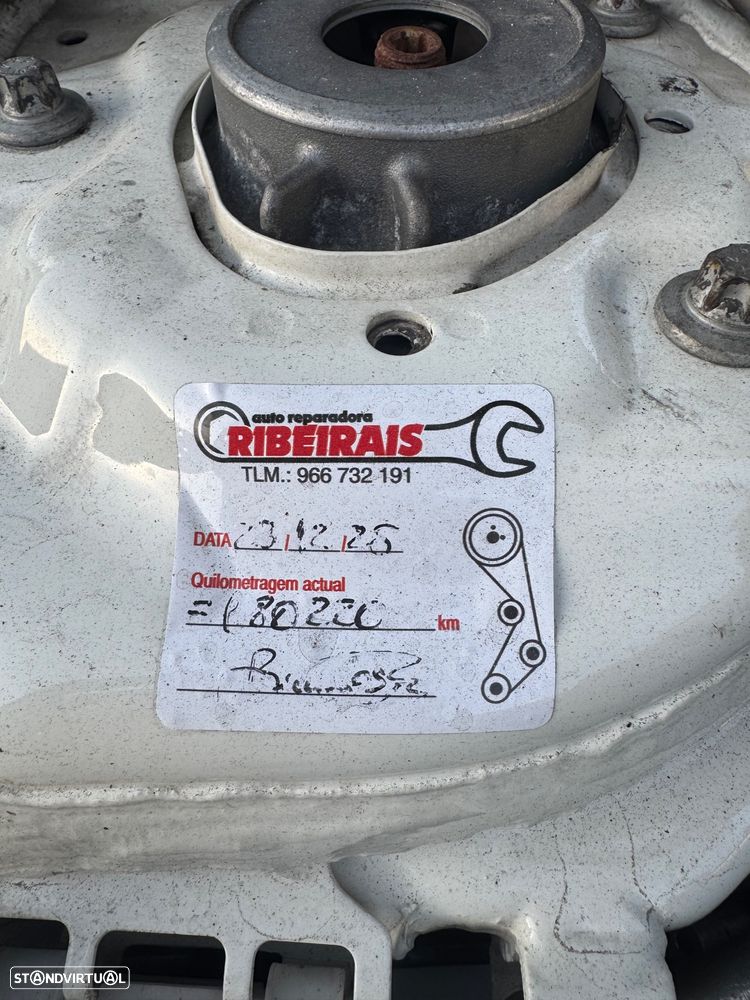 auto reparadora
RIBEIRAIS
TLM.: 966 732 191
DATA 23/12/25
Quilometragem actual
=180220 km
STANDVIRTUAL